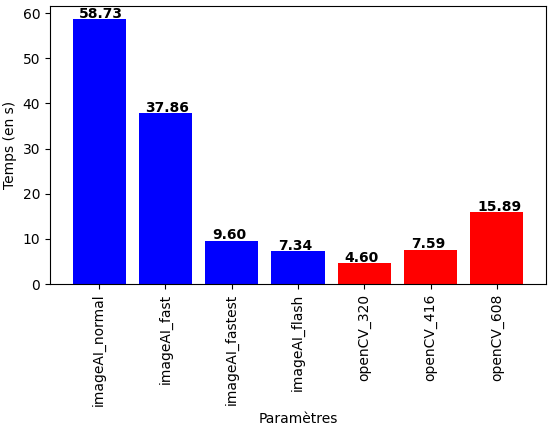 60
50
40
30
20
10
0
Temps (en s)
58.73
37.86
9.60
7.34
4.60
7.59
15.89
imageAI_normal
imageAI_fast
imageAI_fastest
imageAI_flash
openCV_320
openCV_416
openCV_608
Paramètres